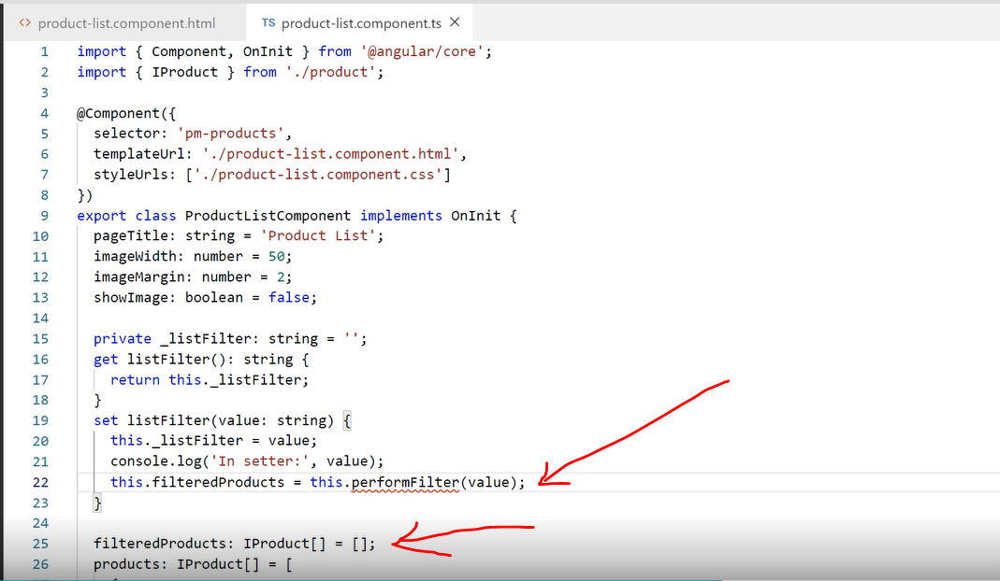 <> product-list.component.html TS product-list.component.ts ×
1 import { Component, OnInit } from '@angular/core';
2 import { IProduct } from './product';
3
4 @Component({
5   selector: 'pm-products',
6   templateUrl: './product-list.component.html',
7   styleUrls: ['./product-list.component.css']
8 })
9 export class ProductListComponent implements OnInit {
10   pageTitle: string = 'Product List';
11   imageWidth: number = 50;
12   imageMargin: number = 2;
13   showImage: boolean = false;
14
15   private _listFilter: string = '';
16   get listFilter(): string {
17     return this._listFilter;
18   }
19   set listFilter(value: string) {
20     this._listFilter = value;
21     console.log('In setter:', value);
22     this.filteredProducts = this.performFilter(value);
23   }
24
25   filteredProducts: IProduct[] = [];
26   products: IProduct[] = [